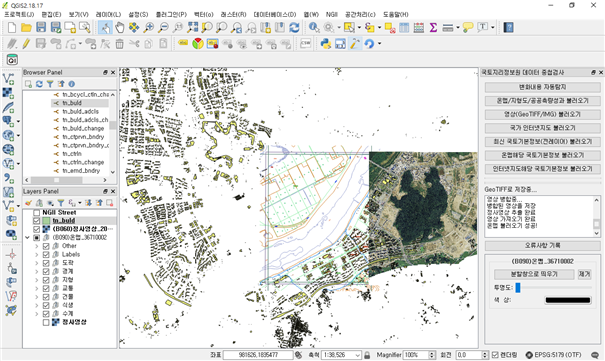 QGIS2.18.17
프로젝트(J) 편집(E) 보기(V) 레이어(L) 설정(S) 플러그인(P) 벡터(O) 래스터(R) 데이터베이스(D) 웹(W) NGII 공간처리(C) 도움말(H)
Browser Panel
tn_bcycl_ctln_cha
tn_buld
tn_buld_adcls
tn_buld_adcls_ch
tn_buld_change
tn_ctprvn_bndry
tn_ctrln
tn_ctrln_change
tn_emd_bndry
Layers Panel
NGII Street
tn_buld
(B060)정사영상_20...
(B090)온맵_36710002
Other
Labels
도곽
경계
지형
교통
건물
식생
수계
정사영상
국토지리정보원 데이터 중첩검사
변화내용 자동탐지
온맵/지형도/공공측량성과 불러오기
영상(GeoTIFF/IMG) 불러오기
국가 인터넷지도 불러오기
최신 국토기본정보(전레이어) 불러오기
온맵해당 국토기본정보 불러오기
인터넷지도해당 국토기본정보 불러오기
GeoTIFF로 저장중...
영상 병합중...
병합된 영상을 저장
정사영상 추출 완료
영상 가져오기 완료!
온맵 불러오기 성공!
오류사항 기록
(B090)온맵_36710002
분할창으로 띄우기 제거
투명도:
색 상:
좌표 981626,1835477 축척 1:38,526 Magnifier 100% 회전 0,0 렌더링 EPSG:5179 (OTF)